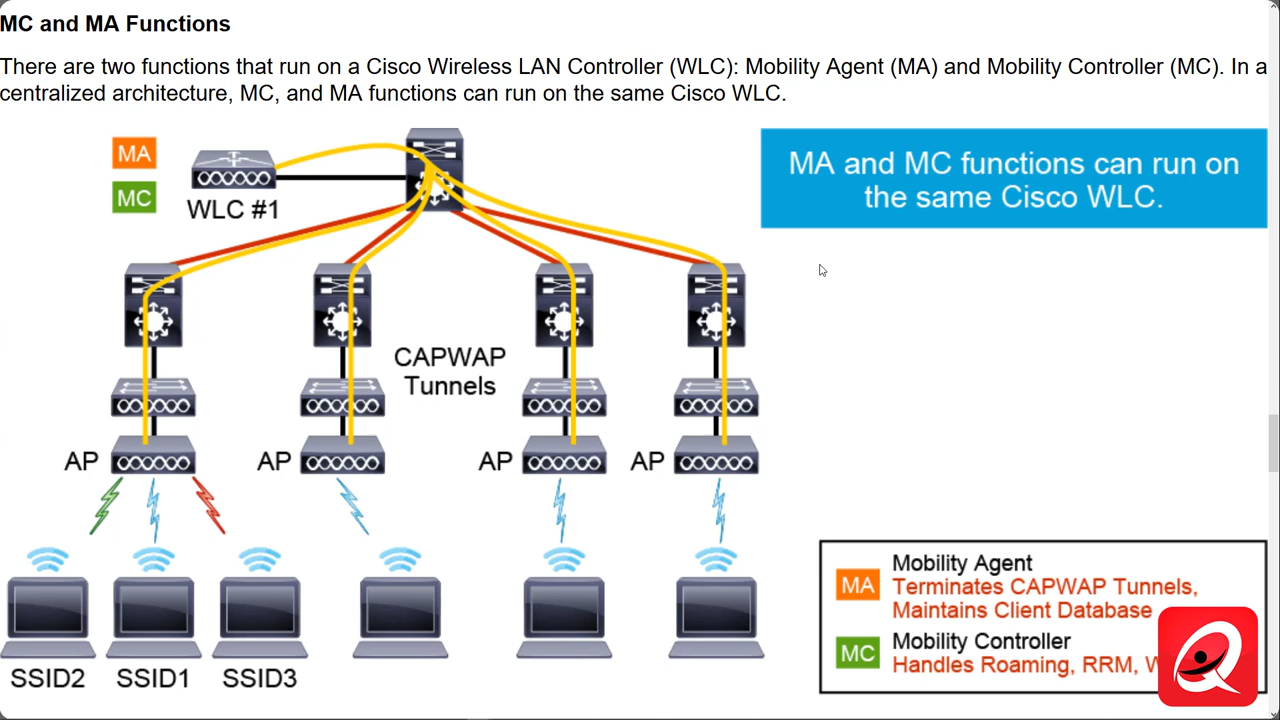 MC and MA Functions
There are two functions that run on a Cisco Wireless LAN Controller (WLC): Mobility Agent (MA) and Mobility Controller (MC). In a
centralized architecture, MC, and MA functions can run on the same Cisco WLC.
MA
MC
WLC #1
MA and MC functions can run on
the same Cisco WLC.
CAPWAP
Tunnels
AP
AP
AP
AP
SSID2
SSID1
SSID3
MA
Mobility Agent
Terminates CAPWAP Tunnels,
Maintains Client Database
MC
Mobility Controller
Handles Roaming, RRM,